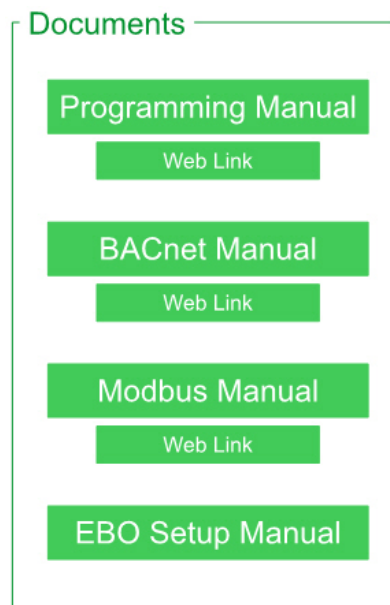 Documents
Programming Manual
Web Link
BACnet Manual
Web Link
Modbus Manual
Web Link
EBO Setup Manual